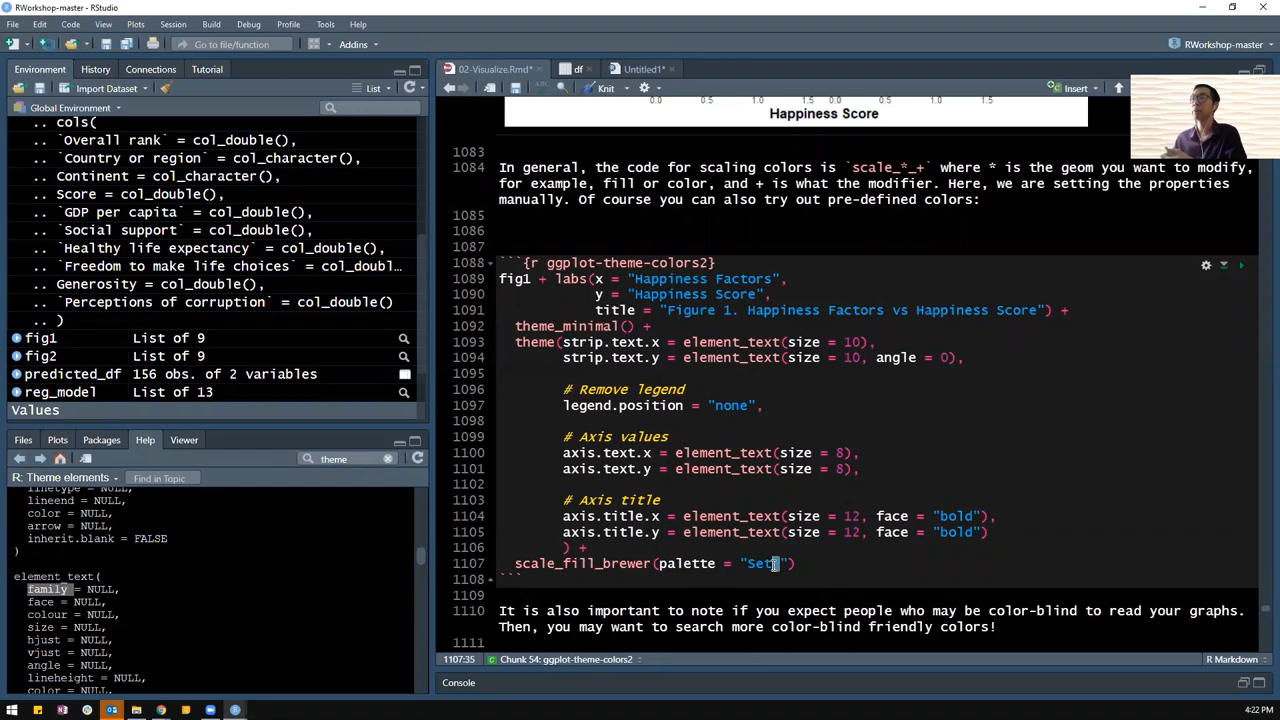 RWorkshop-master - RStudio
File Edit Code View Plots Session Build Debug Profile Tools Help
Go to file/function Addins RWorkshop-master
Environment History Connections Tutorial
Import Dataset List
Global Environment
.. cols(
.. `Overall rank` = col_double(),
.. `Country or region` = col_character(),
.. Continent = col_character(),
.. Score = col_double(),
.. `GDP per capita` = col_double(),
.. `Social support` = col_double(),
.. `Healthy life expectancy` = col_double(),
.. `Freedom to make life choices` = col_doubl…
.. Generosity = col_double(),
.. `Perceptions of corruption` = col_double()
.. )
fig1 List of 9
fig2 List of 9
predicted_df 156 obs. of 2 variables
reg_model List of 13
Values
Files Plots Packages Help Viewer
theme
R: Theme elements Find in Topic
linetype = NULL,
lineend = NULL,
color = NULL,
arrow = NULL,
inherit.blank = FALSE
)
element_text(
family = NULL,
face = NULL,
colour = NULL,
size = NULL,
hjust = NULL,
vjust = NULL,
angle = NULL,
lineheight = NULL,
color = NULL,
02-Visualize.Rmd* df Untitled1*
Knit Insert
0.0 0.5 1.0 1.5 0.0 0.5 1.0 1.5
Happiness Score
1083
1084 In general, the code for scaling colors is `scale_*_+` where * is the geom you want to modify,
for example, fill or color, and + is what the modifier. Here, we are setting the properties
manually. Of course you can also try out pre-defined colors:
1085
1086
1087
1088 ```{r ggplot-theme-colors2}
1089 fig1 + labs(x = "Happiness Factors",
1090 y = "Happiness Score",
1091 title = "Figure 1. Happiness Factors vs Happiness Score") +
1092 theme_minimal() +
1093 theme(strip.text.x = element_text(size = 10),
1094 strip.text.y = element_text(size = 10, angle = 0),
1095
1096 # Remove legend
1097 legend.position = "none",
1098
1099 # Axis values
1100 axis.text.x = element_text(size = 8),
1101 axis.text.y = element_text(size = 8),
1102
1103 # Axis title
1104 axis.title.x = element_text(size = 12, face = "bold"),
1105 axis.title.y = element_text(size = 12, face = "bold")
1106 ) +
1107 scale_fill_brewer(palette = "Set")
1108 ```
1109
1110 It is also important to note if you expect people who may be color-blind to read your graphs.
Then, you may want to search more color-blind friendly colors!
1111
1107:35 Chunk 54: ggplot-theme-colors2 R Markdown
Console
4:22 PM